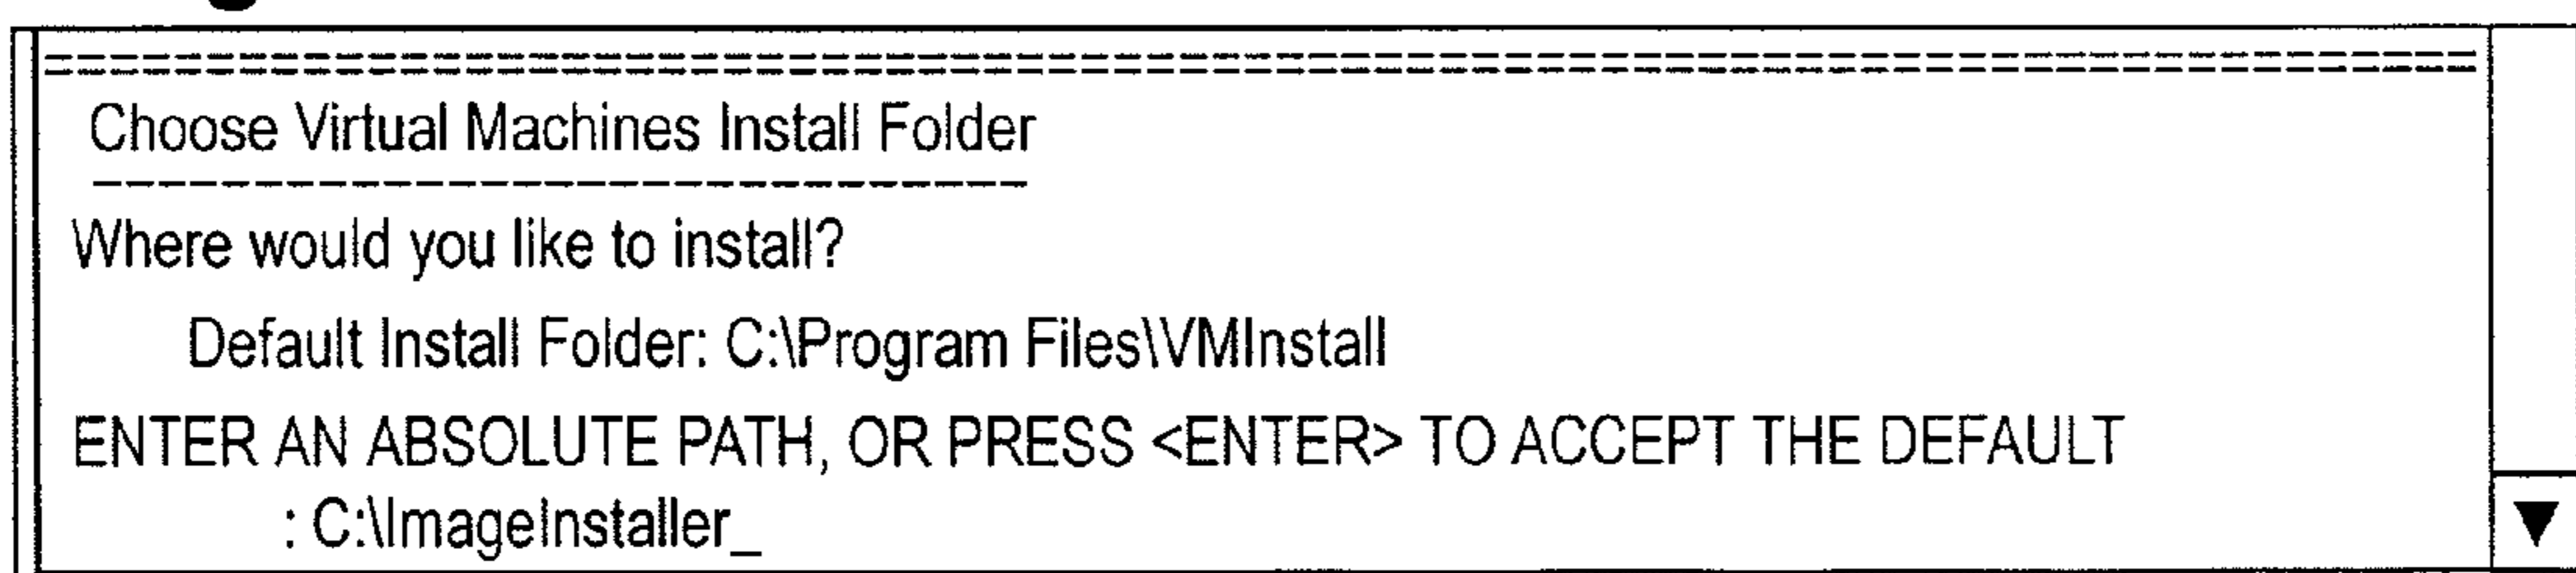 ===========================================================================
Choose Virtual Machines Install Folder
-----------------------------
Where would you like to install?
Default Install Folder: C:\Program Files\VMInstall
ENTER AN ABSOLUTE PATH, OR PRESS <ENTER> TO ACCEPT THE DEFAULT
: C:\ImageInstaller_